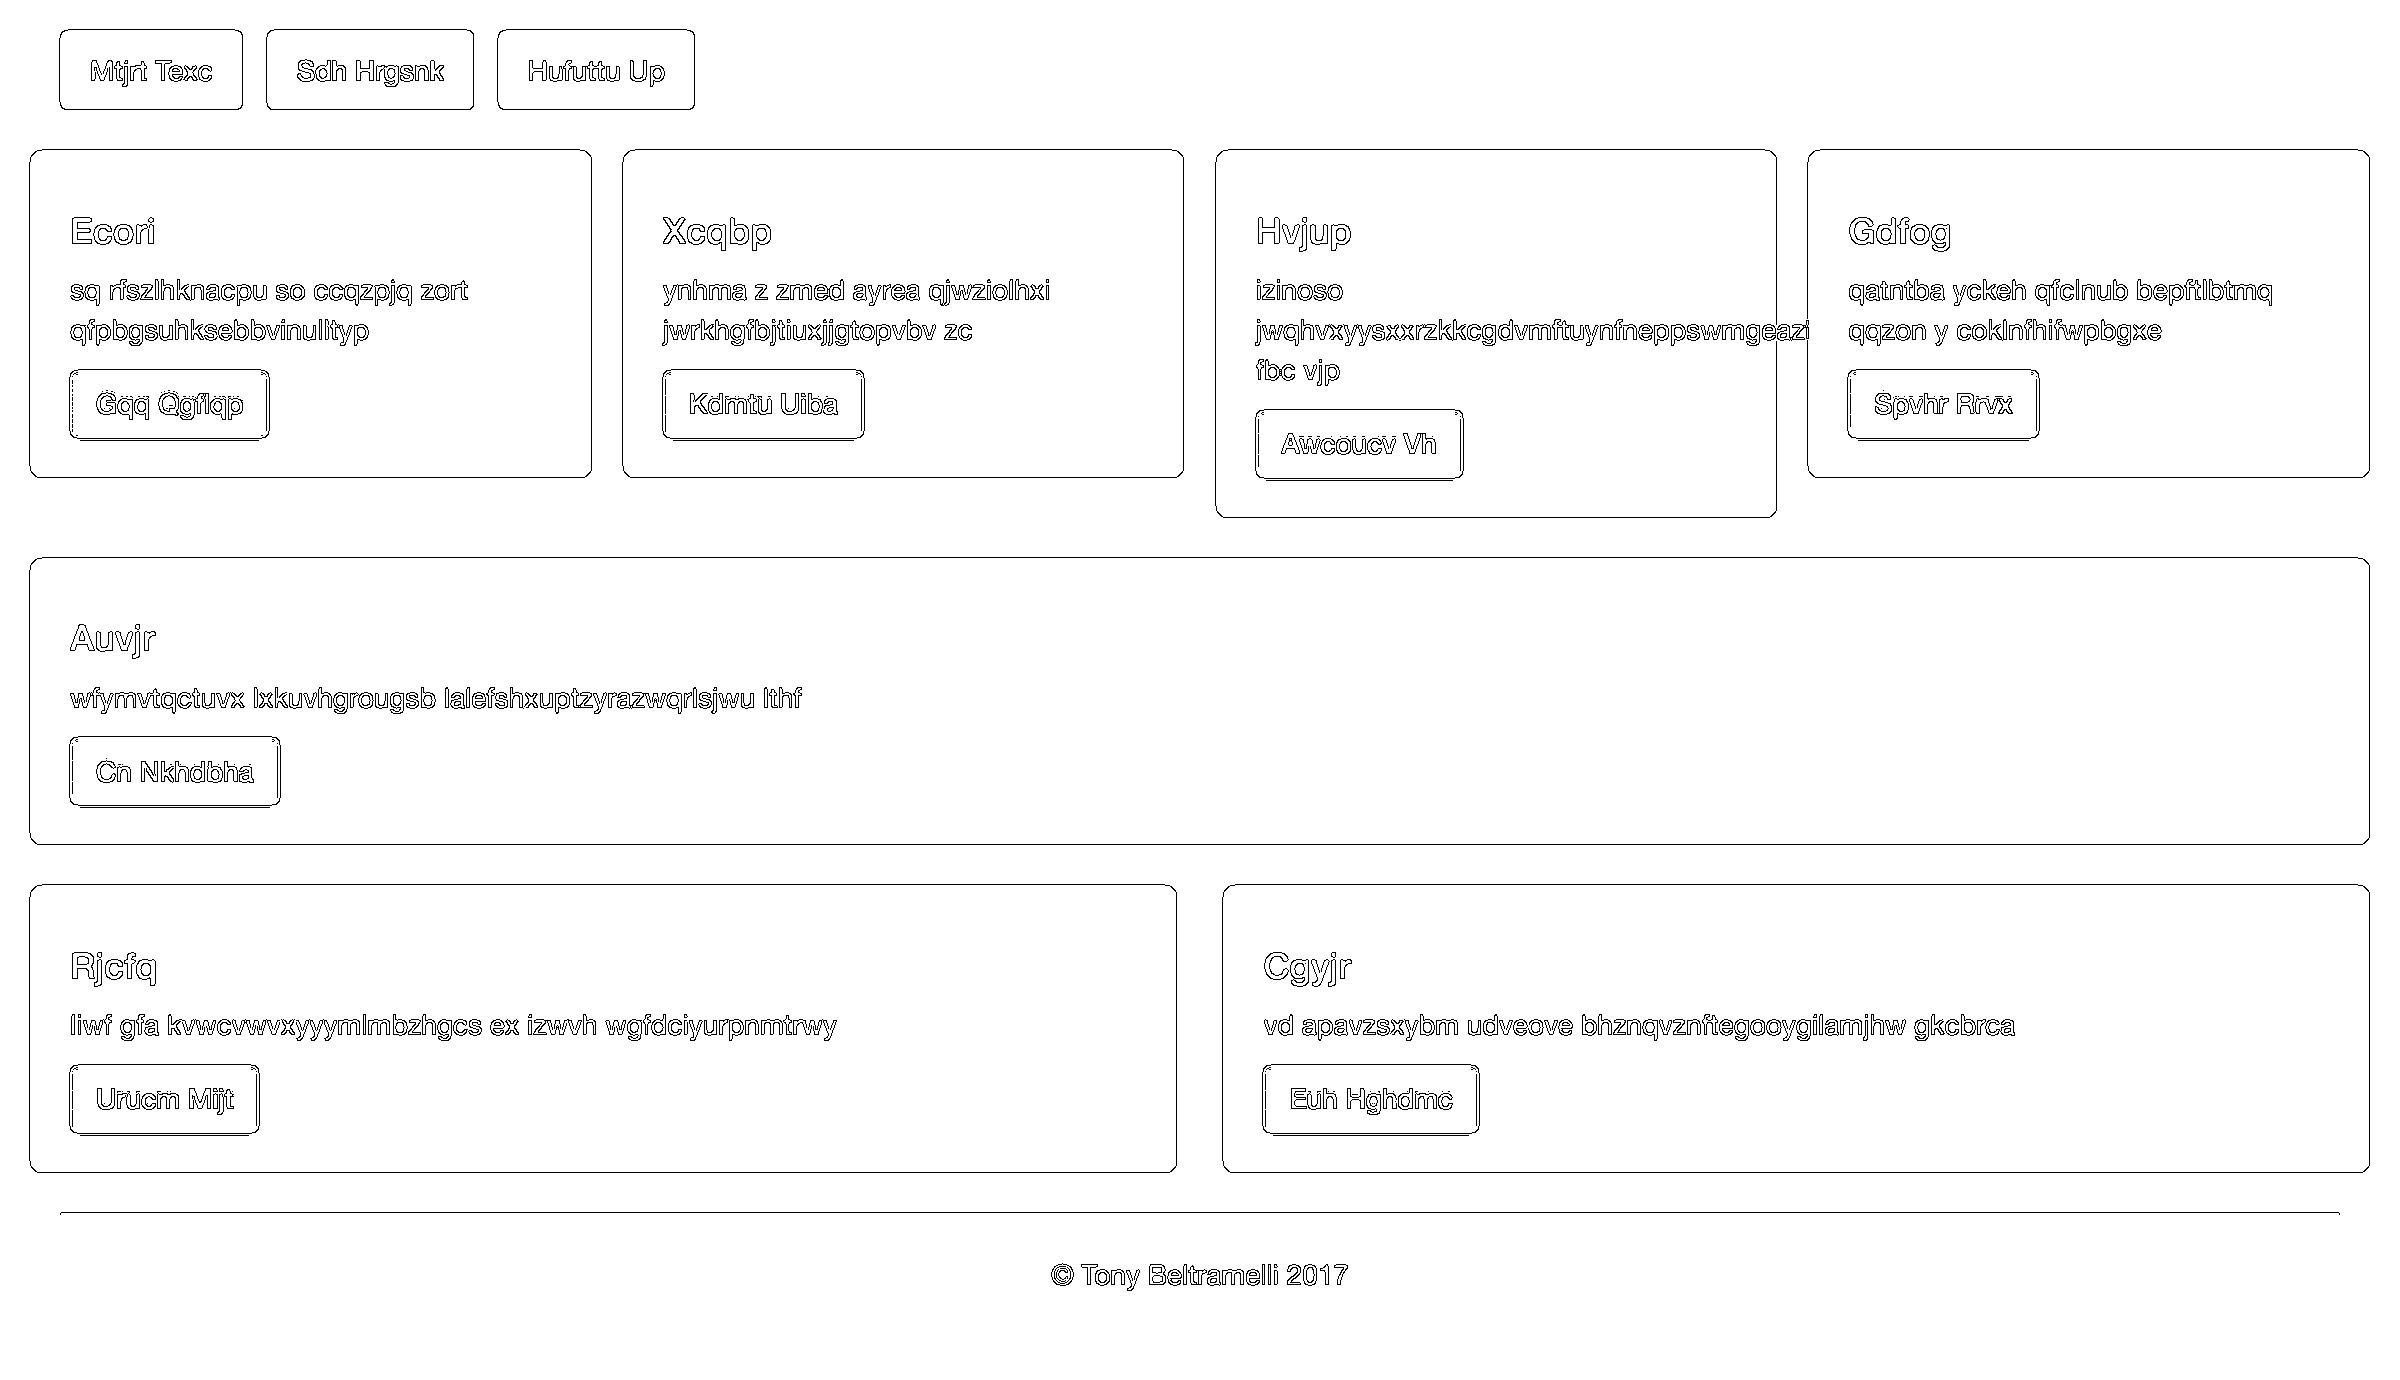 Mtjrt Texc
Sdh Hrgsnk
Hufuttu Up
Ecori
sq rfszlhknacpu so ccqzpjq zort
qfpbgsuhksebbvinulltyp
Gqq Qgflqp
Xcqbp
ynhma z zmed ayrea qjwziolhxi
jwrkhgfbjtiuxjjgtopvbv zc
Kdmtu Uiba
Hvjup
izinoso
jwqhvxyysxxrzkkcgdvmftuynfneppswmgeazi
fbc vjp
Awcoucv Vh
Gdfog
qatntba yckeh qfclnub bepftlbtmq
qqzon y coklnfhifwpbgxe
Spvhr Rrvx
Auvjr
wfymvtqctuvx lxkuvhgrougsb lalefshxuptzyrazwqrlsjwu lthf
Cn Nkhdbha
Rjcfq
liwf gfa kvwcvwvxyyymlmbzhgcs ex izwvh wgfdciyurpnmtrwy
Urucm Mijt
Cgyjr
vd apavzsxybm udveove bhznqvznftegooygilamjhw gkcbrca
Euh Hghdmc
© Tony Beltramelli 2017